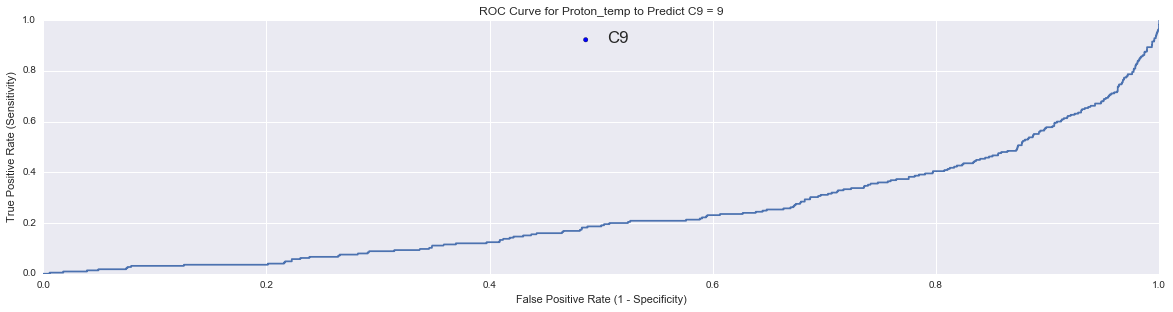 ROC Curve for Proton_temp to Predict C9 = 9
C9
1.0
0.8
0.6
0.4
0.2
0.0
True Positive Rate (Sensitivity)
0.0 0.2 0.4 0.6 0.8 1.0
False Positive Rate (1 - Specificity)